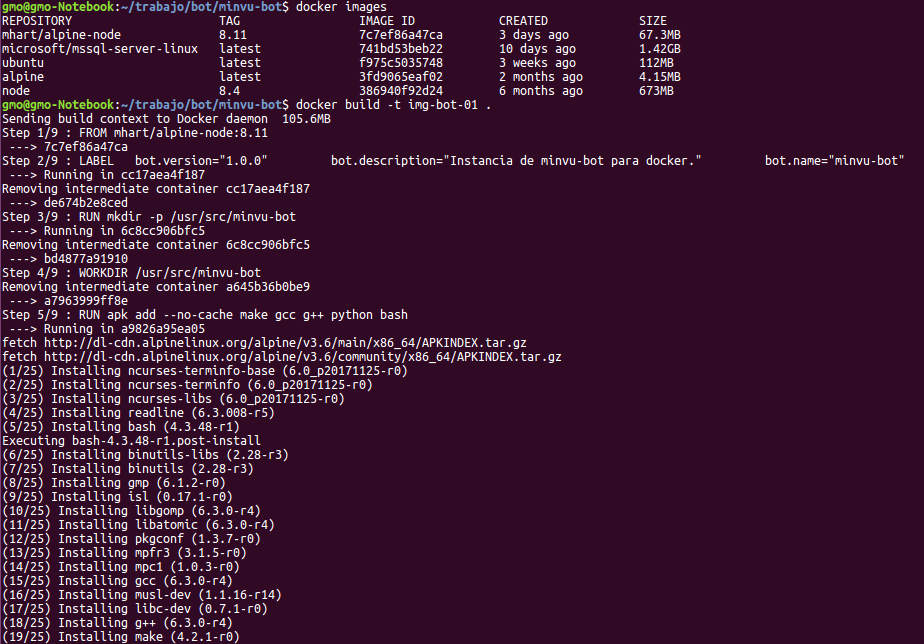 gmo@gmo-Notebook:~/trabajo/bot/minvu-bot$ docker images
REPOSITORY TAG IMAGE ID CREATED SIZE
mhart/alpine-node 8.11 7c7ef86a47ca 3 days ago 67.3MB
microsoft/mssql-server-linux latest 741bd53beb22 10 days ago 1.42GB
ubuntu latest f975c5035748 3 weeks ago 112MB
alpine latest 3fd9065eaf02 2 months ago 4.15MB
node 8.4 386940f92d24 6 months ago 673MB
gmo@gmo-Notebook:~/trabajo/bot/minvu-bot$ docker build -t img-bot-01 .
Sending build context to Docker daemon 105.6MB
Step 1/9 : FROM mhart/alpine-node:8.11
---> 7c7ef86a47ca
Step 2/9 : LABEL bot.version="1.0.0" bot.description="Instancia de minvu-bot para docker." bot.name="minvu-bot"
---> Running in cc17aea4f187
Removing intermediate container cc17aea4f187
---> de674b2e8ced
Step 3/9 : RUN mkdir -p /usr/src/minvu-bot
---> Running in 6c8cc906bfc5
Removing intermediate container 6c8cc906bfc5
---> bd4877a91910
Step 4/9 : WORKDIR /usr/src/minvu-bot
Removing intermediate container a645b36b0be9
---> a7963999ff8e
Step 5/9 : RUN apk add --no-cache make gcc g++ python bash
---> Running in a9826a95ea05
fetch http://dl-cdn.alpinelinux.org/alpine/v3.6/main/x86_64/APKINDEX.tar.gz
fetch http://dl-cdn.alpinelinux.org/alpine/v3.6/community/x86_64/APKINDEX.tar.gz
(1/25) Installing ncurses-terminfo-base (6.0_p20171125-r0)
(2/25) Installing ncurses-terminfo (6.0_p20171125-r0)
(3/25) Installing ncurses-libs (6.0_p20171125-r0)
(4/25) Installing readline (6.3.008-r5)
(5/25) Installing bash (4.3.48-r1)
Executing bash-4.3.48-r1.post-install
(6/25) Installing binutils-libs (2.28-r3)
(7/25) Installing binutils (2.28-r3)
(8/25) Installing gmp (6.1.2-r0)
(9/25) Installing isl (0.17.1-r0)
(10/25) Installing libgomp (6.3.0-r4)
(11/25) Installing libatomic (6.3.0-r4)
(12/25) Installing pkgconf (1.3.7-r0)
(13/25) Installing mpfr3 (3.1.5-r0)
(14/25) Installing mpc1 (1.0.3-r0)
(15/25) Installing gcc (6.3.0-r4)
(16/25) Installing musl-dev (1.1.16-r14)
(17/25) Installing libc-dev (0.7.1-r0)
(18/25) Installing g++ (6.3.0-r4)
(19/25) Installing make (4.2.1-r0)